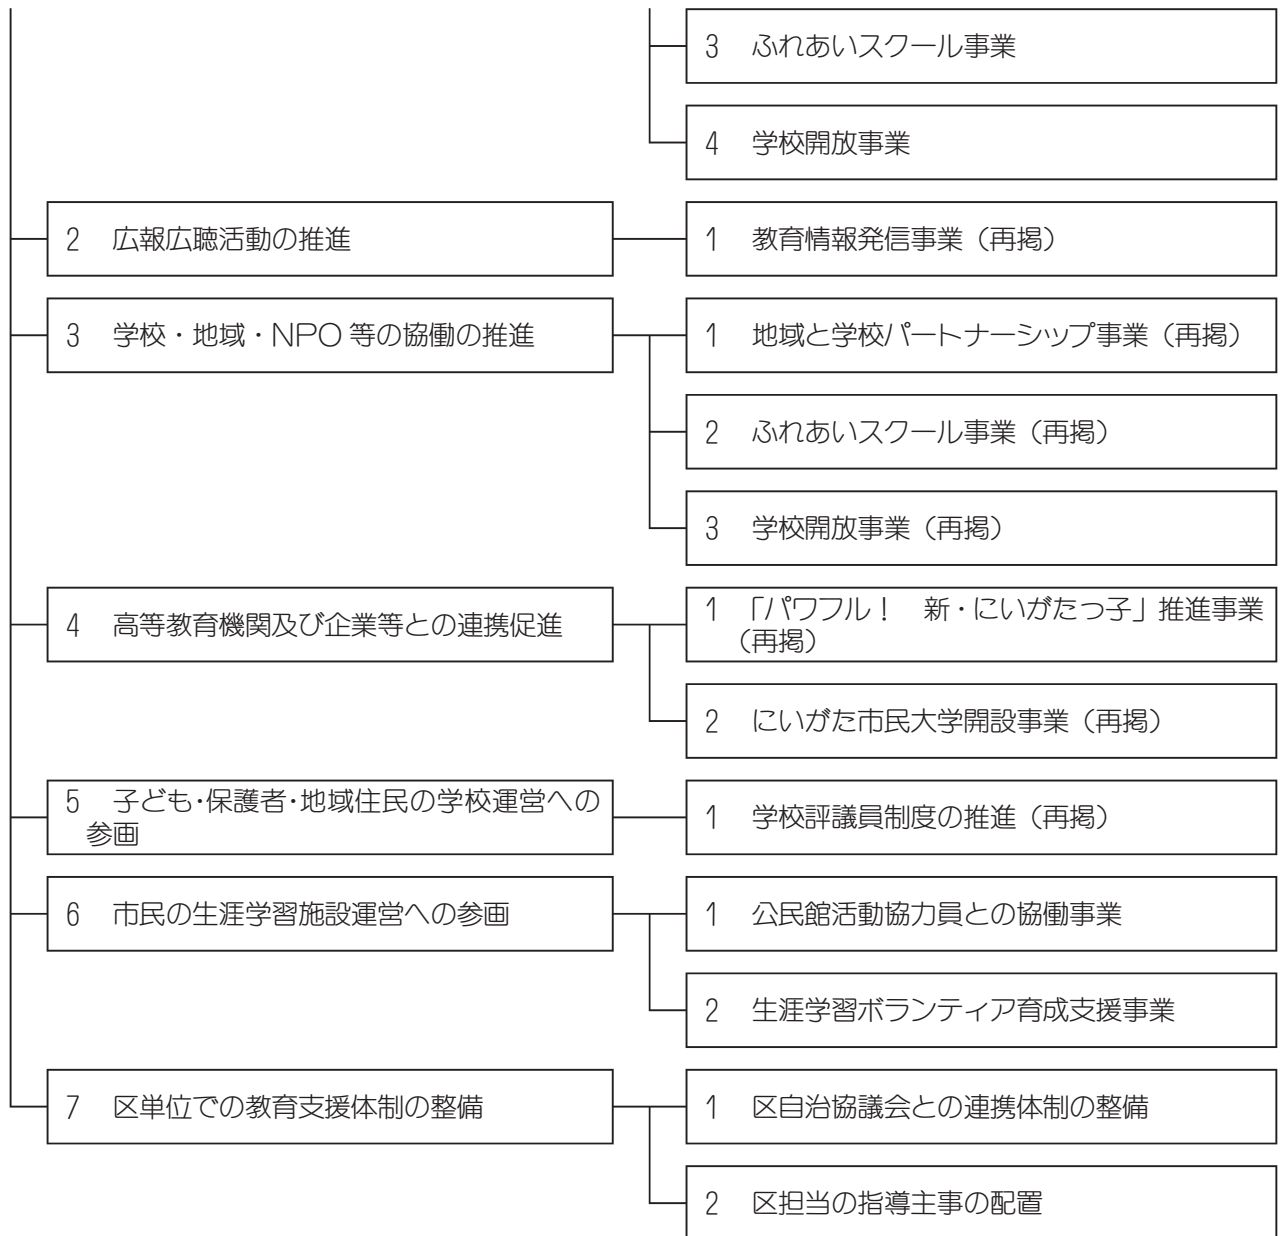 3 ふれあいスクール事業
4 学校開放事業
2 広報広聴活動の推進
1 教育情報発信事業（再掲）
3 学校・地域・NPO 等の協働の推進
1 地域と学校パートナーシップ事業（再掲）
2 ふれあいスクール事業（再掲）
3 学校開放事業（再掲）
4 高等教育機関及び企業等との連携促進
1 「パワフル！　新・にいがたっ子」推進事業
（再掲）
2 にいがた市民大学開設事業（再掲）
5 子ども・保護者・地域住民の学校運営への
参画
1 学校評議員制度の推進（再掲）
6 市民の生涯学習施設運営への参画
1 公民館活動協力員との協働事業
2 生涯学習ボランティア育成支援事業
7 区単位での教育支援体制の整備
1 区自治協議会との連携体制の整備
2 区担当の指導主事の配置